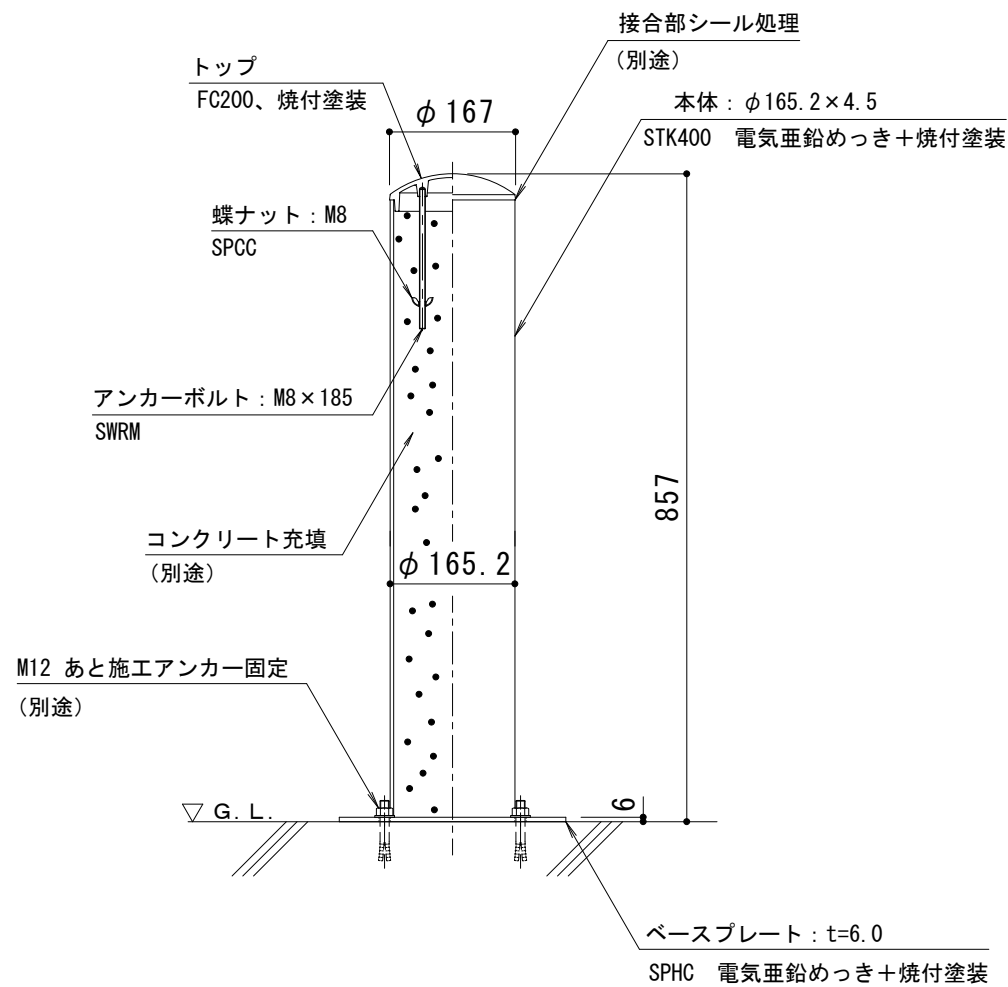 接合部シール処理
(別途)
トップ
FC200、焼付塗装
φ167
本体：φ165.2×4.5
STK400 電気亜鉛めっき＋焼付塗装
蝶ナット：M8
SPCC
アンカーボルト：M8×185
SWRM
857
コンクリート充填
(別途)
φ165.2
M12 あと施工アンカー固定
(別途)
▽ G.L.
6
ベースプレート：t=6.0
SPHC 電気亜鉛めっき＋焼付塗装